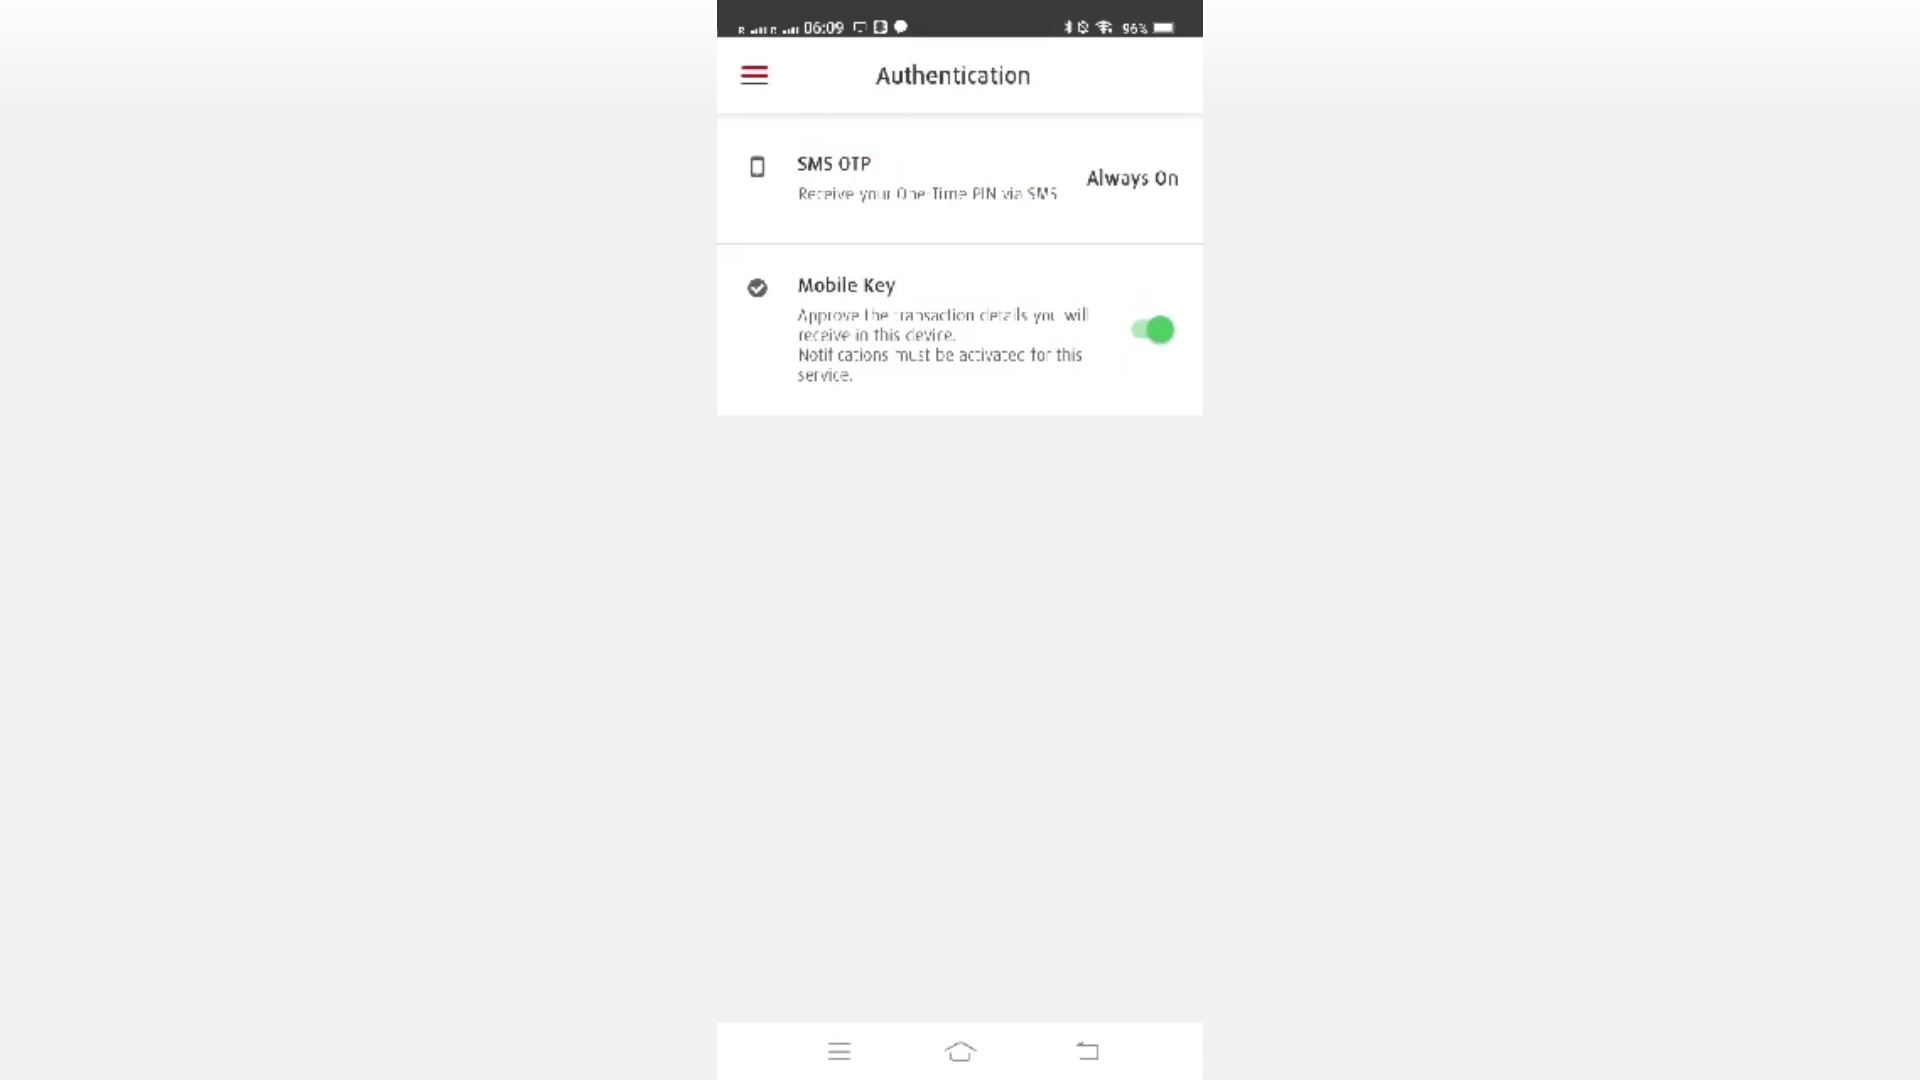 06:09
96%
Authentication
SMS OTP
Always On
Receive your One-Time PIN via SMS
Mobile Key
Approve the transaction details you will
receive in this device.
Notifications must be activated for this
service.